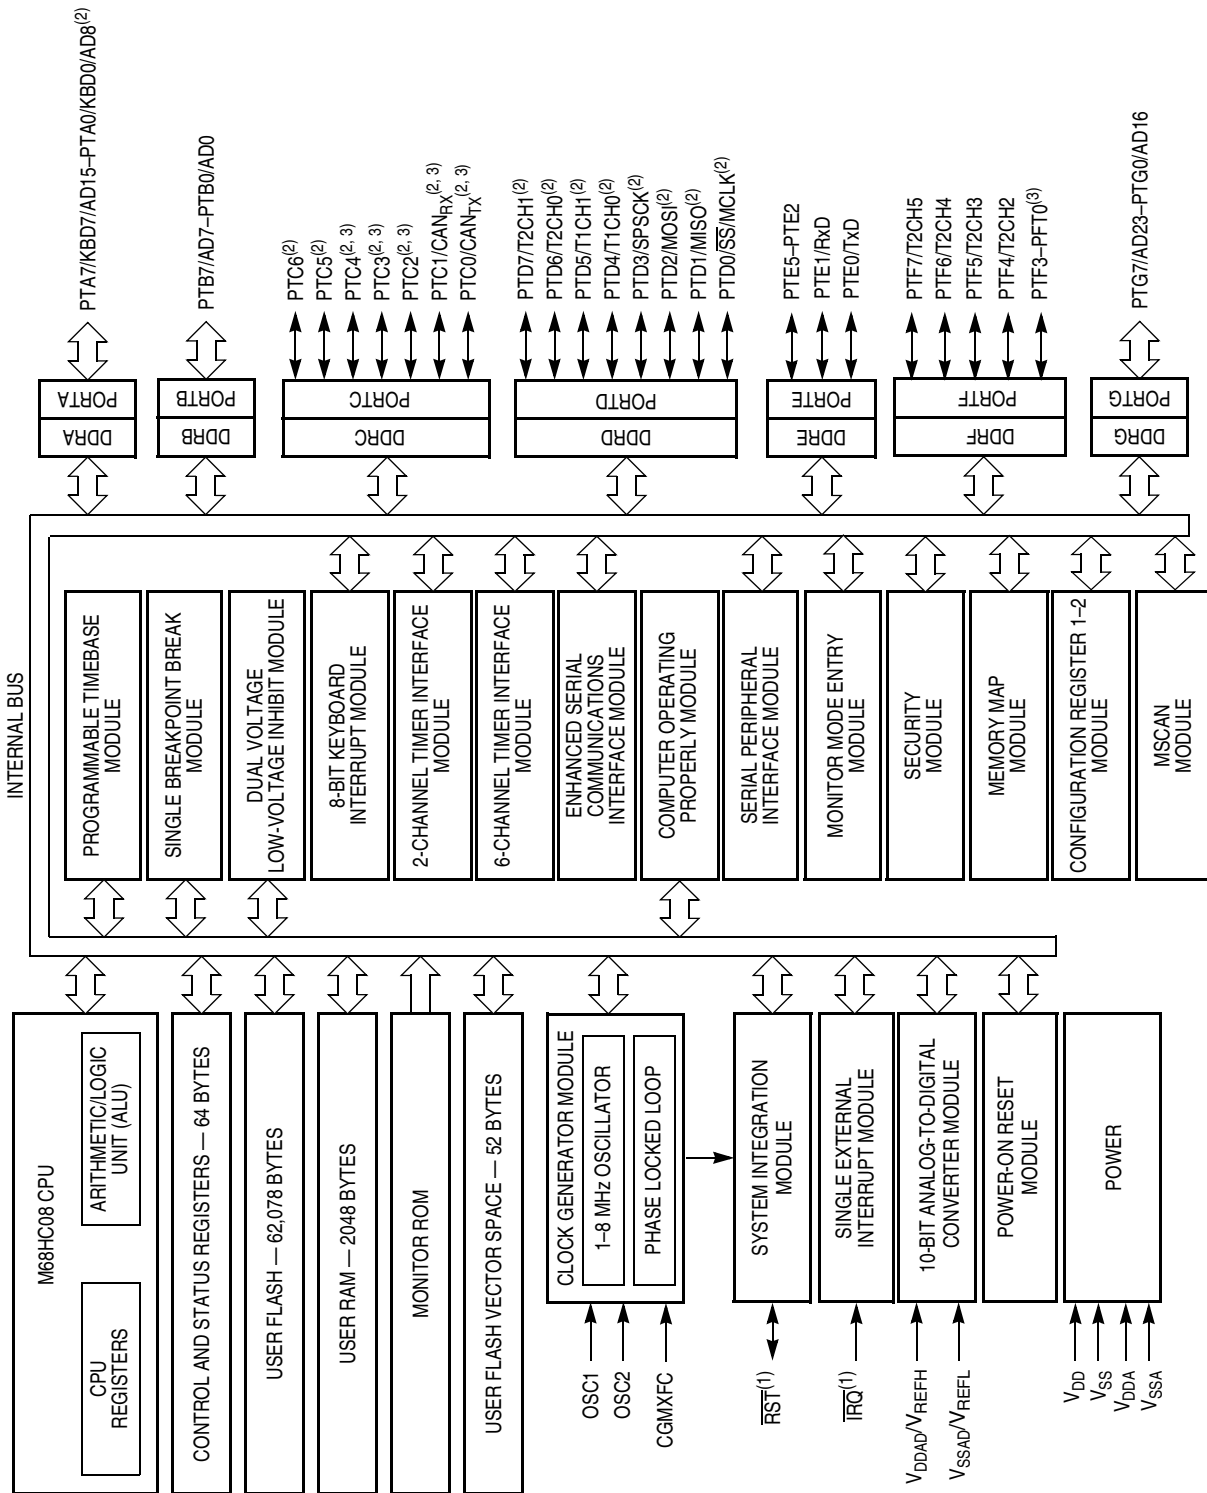 INTERNAL BUS
M68HC08 CPU
CPU
REGISTERS
ARITHMETIC/LOGIC
UNIT (ALU)
CONTROL AND STATUS REGISTERS — 64 BYTES
USER FLASH — 62,078 BYTES
USER RAM — 2048 BYTES
MONITOR ROM
USER FLASH VECTOR SPACE — 52 BYTES
CLOCK GENERATOR MODULE
1–8 MHz OSCILLATOR
PHASE LOCKED LOOP
OSC1
OSC2
CGMXFC
SYSTEM INTEGRATION
MODULE
RST(1)
SINGLE EXTERNAL
INTERRUPT MODULE
IRQ(1)
10-BIT ANALOG-TO-DIGITAL
CONVERTER MODULE
VDDAD/VREFH
VSSAD/VREFL
POWER-ON RESET
MODULE
POWER
VDD
VSS
VDDA
VSSA
PROGRAMMABLE TIMEBASE
MODULE
SINGLE BREAKPOINT BREAK
MODULE
DUAL VOLTAGE
LOW-VOLTAGE INHIBIT MODULE
8-BIT KEYBOARD
INTERRUPT MODULE
2-CHANNEL TIMER INTERFACE
MODULE
6-CHANNEL TIMER INTERFACE
MODULE
ENHANCED SERIAL
COMMUNICATIONS
INTERFACE MODULE
COMPUTER OPERATING
PROPERLY MODULE
SERIAL PERIPHERAL
INTERFACE MODULE
MONITOR MODE ENTRY
MODULE
SECURITY
MODULE
MEMORY MAP
MODULE
CONFIGURATION REGISTER 1–2
MODULE
MSCAN
MODULE
DDRA
PORTA
PTA7/KBD7/AD15–PTA0/KBD0/AD8(2)
DDRB
PORTB
PTB7/AD7–PTB0/AD0
DDRC
PORTC
PTC6(2)
PTC5(2)
PTC4(2, 3)
PTC3(2, 3)
PTC2(2, 3)
PTC1/CANRX(2, 3)
PTC0/CANTX(2, 3)
DDRD
PORTD
PTD7/T2CH1(2)
PTD6/T2CH0(2)
PTD5/T1CH1(2)
PTD4/T1CH0(2)
PTD3/SPSCK(2)
PTD2/MOSI(2)
PTD1/MISO(2)
PTD0/SS/MCLK(2)
DDRE
PORTE
PTE5–PTE2
PTE1/RxD
PTE0/TxD
DDRF
PORTF
PTF7/T2CH5
PTF6/T2CH4
PTF5/T2CH3
PTF4/T2CH2
PTF3–PFT0(3)
DDRG
PORTG
PTG7/AD23–PTG0/AD16